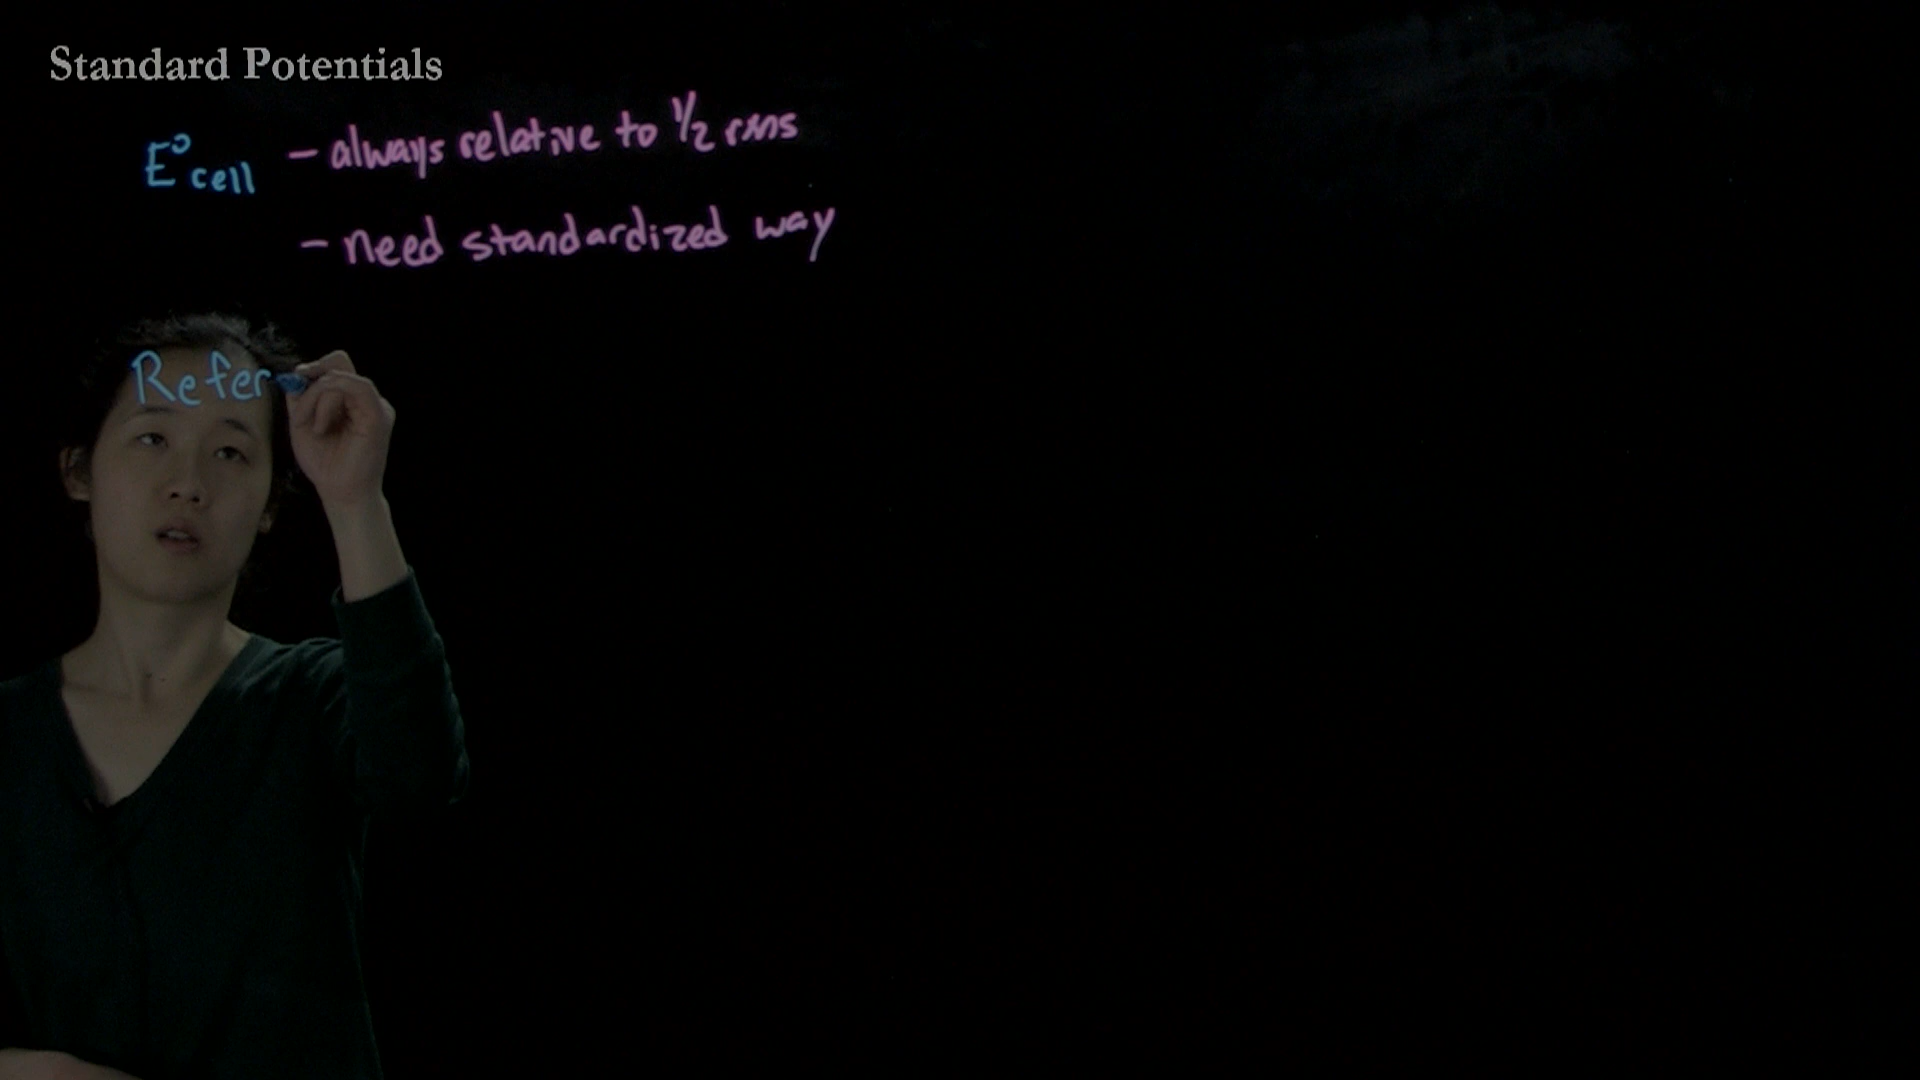 Standard Potentials
E°cell - always relative to 1/2 rxns
- need standardized way
Refer